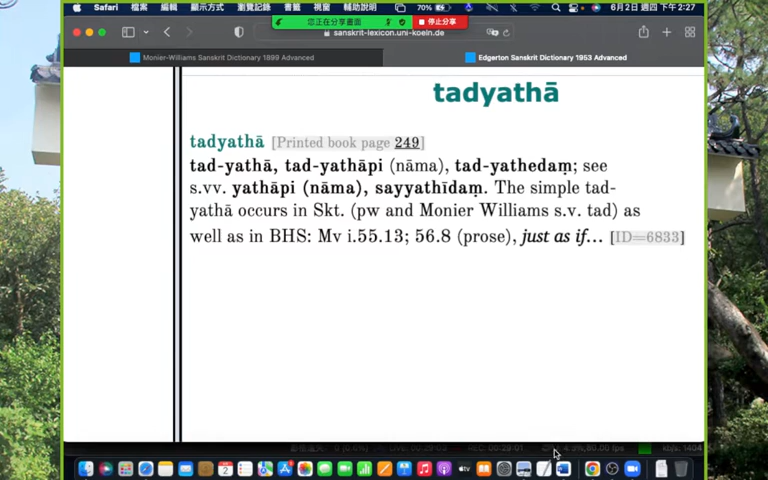 Safari 檔案 編輯 顯示方式 瀏覽記錄 書籤 視窗 輔助說明 70% 6月2日 週四 下午 2:27
您正在分享畫面 停止分享
sanskrit-lexicon.uni-koeln.de
Monier-Williams Sanskrit Dictionary 1899 Advanced Edgerton Sanskrit Dictionary 1953 Advanced
tadyathā
tadyathā [Printed book page 249]
tad-yathā, tad-yathāpi (nāma), tad-yathedaṃ; see
s.vv. yathāpi (nāma), sayyathīdaṃ. The simple tad-
yathā occurs in Skt. (pw and Monier Williams s.v. tad) as
well as in BHS: Mv i.55.13; 56.8 (prose), just as if... [ID=6833]